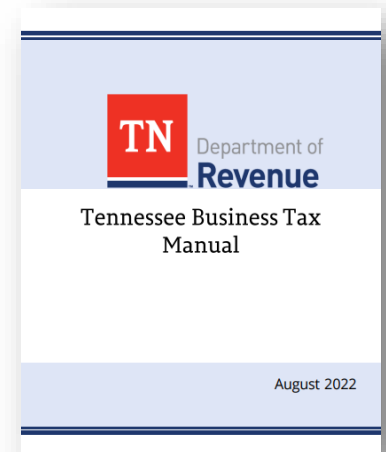 TN
Department of
Revenue
Tennessee Business Tax
Manual
August 2022